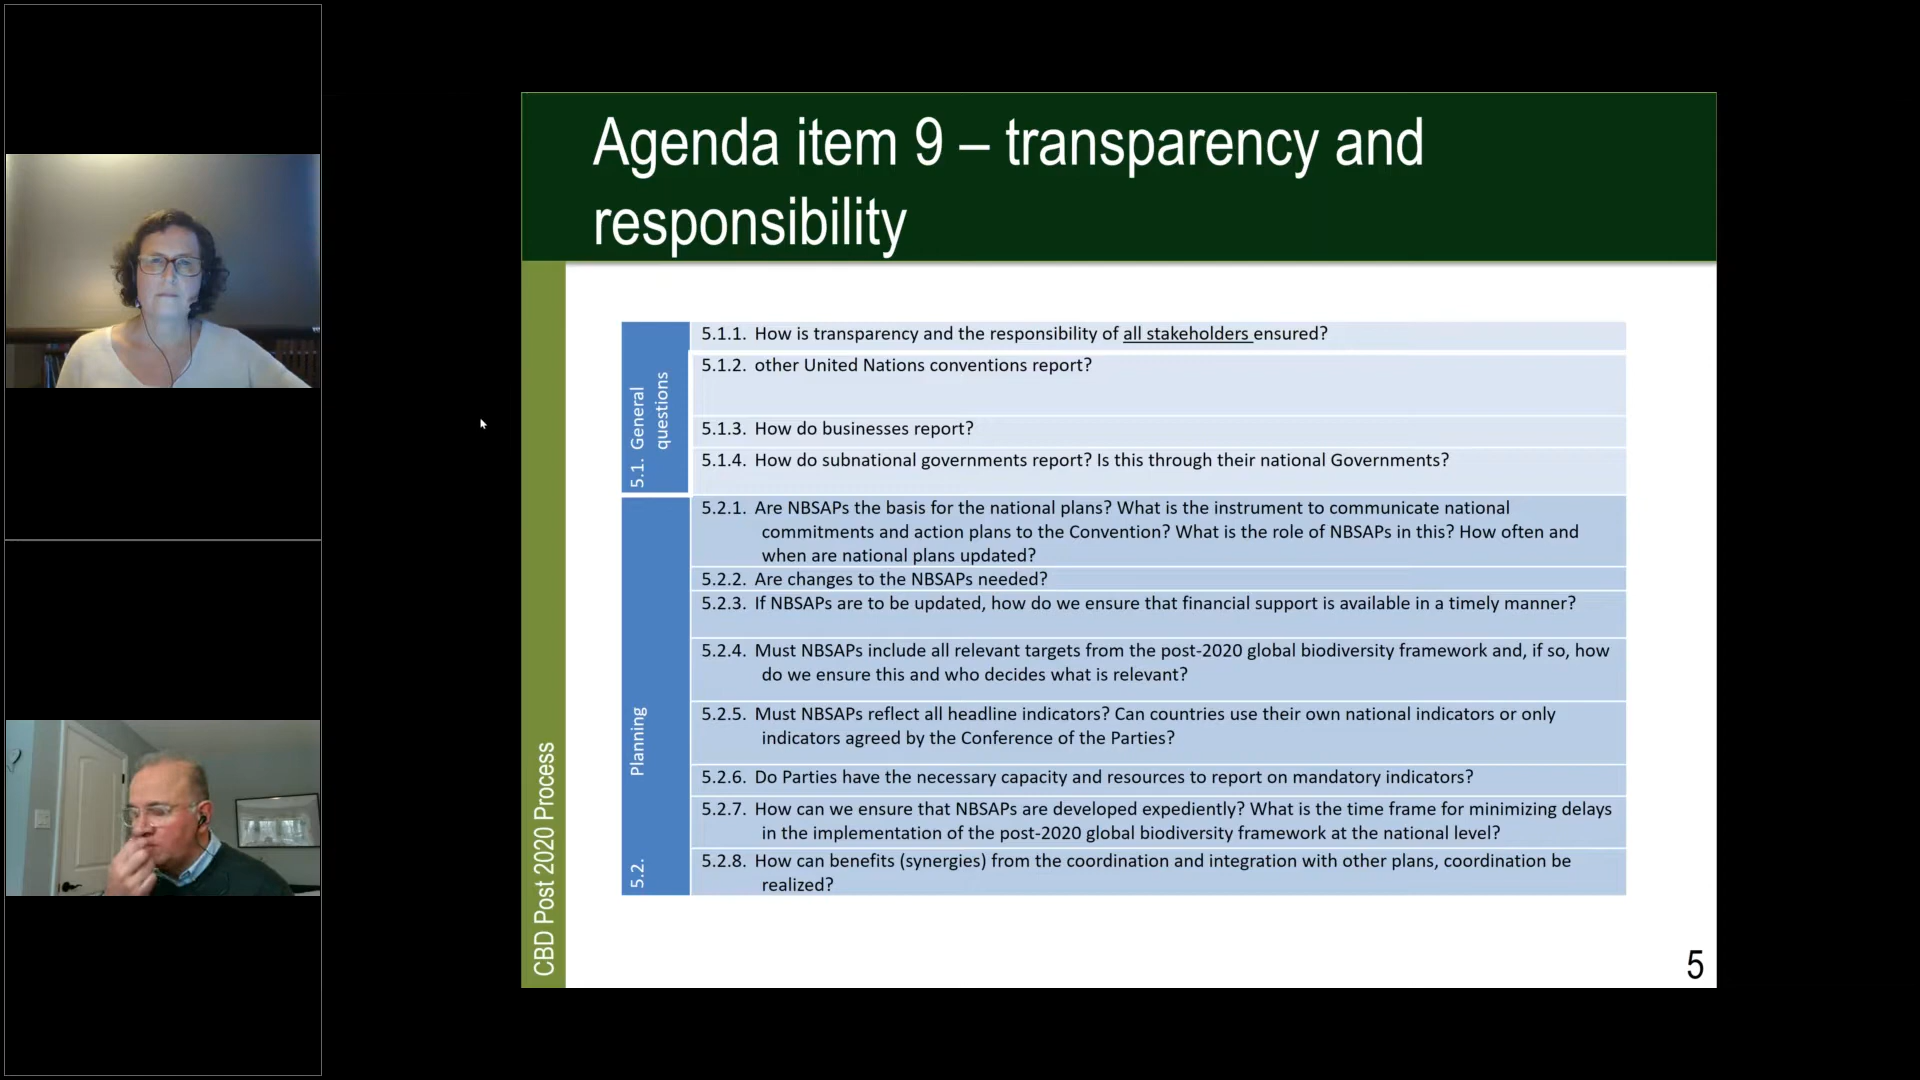 Agenda item 9 – transparency and
responsibility
5.1. General
questions
5.1.1. How is transparency and the responsibility of all stakeholders ensured?
5.1.2. other United Nations conventions report?
5.1.3. How do businesses report?
5.1.4. How do subnational governments report? Is this through their national Governments?
5.2. Planning
5.2.1. Are NBSAPs the basis for the national plans? What is the instrument to communicate national
commitments and action plans to the Convention? What is the role of NBSAPs in this? How often and
when are national plans updated?
5.2.2. Are changes to the NBSAPs needed?
5.2.3. If NBSAPs are to be updated, how do we ensure that financial support is available in a timely manner?
5.2.4. Must NBSAPs include all relevant targets from the post-2020 global biodiversity framework and, if so, how
do we ensure this and who decides what is relevant?
5.2.5. Must NBSAPs reflect all headline indicators? Can countries use their own national indicators or only
indicators agreed by the Conference of the Parties?
5.2.6. Do Parties have the necessary capacity and resources to report on mandatory indicators?
5.2.7. How can we ensure that NBSAPs are developed expediently? What is the time frame for minimizing delays
in the implementation of the post-2020 global biodiversity framework at the national level?
5.2.8. How can benefits (synergies) from the coordination and integration with other plans, coordination be
realized?
CBD Post 2020 Process
5